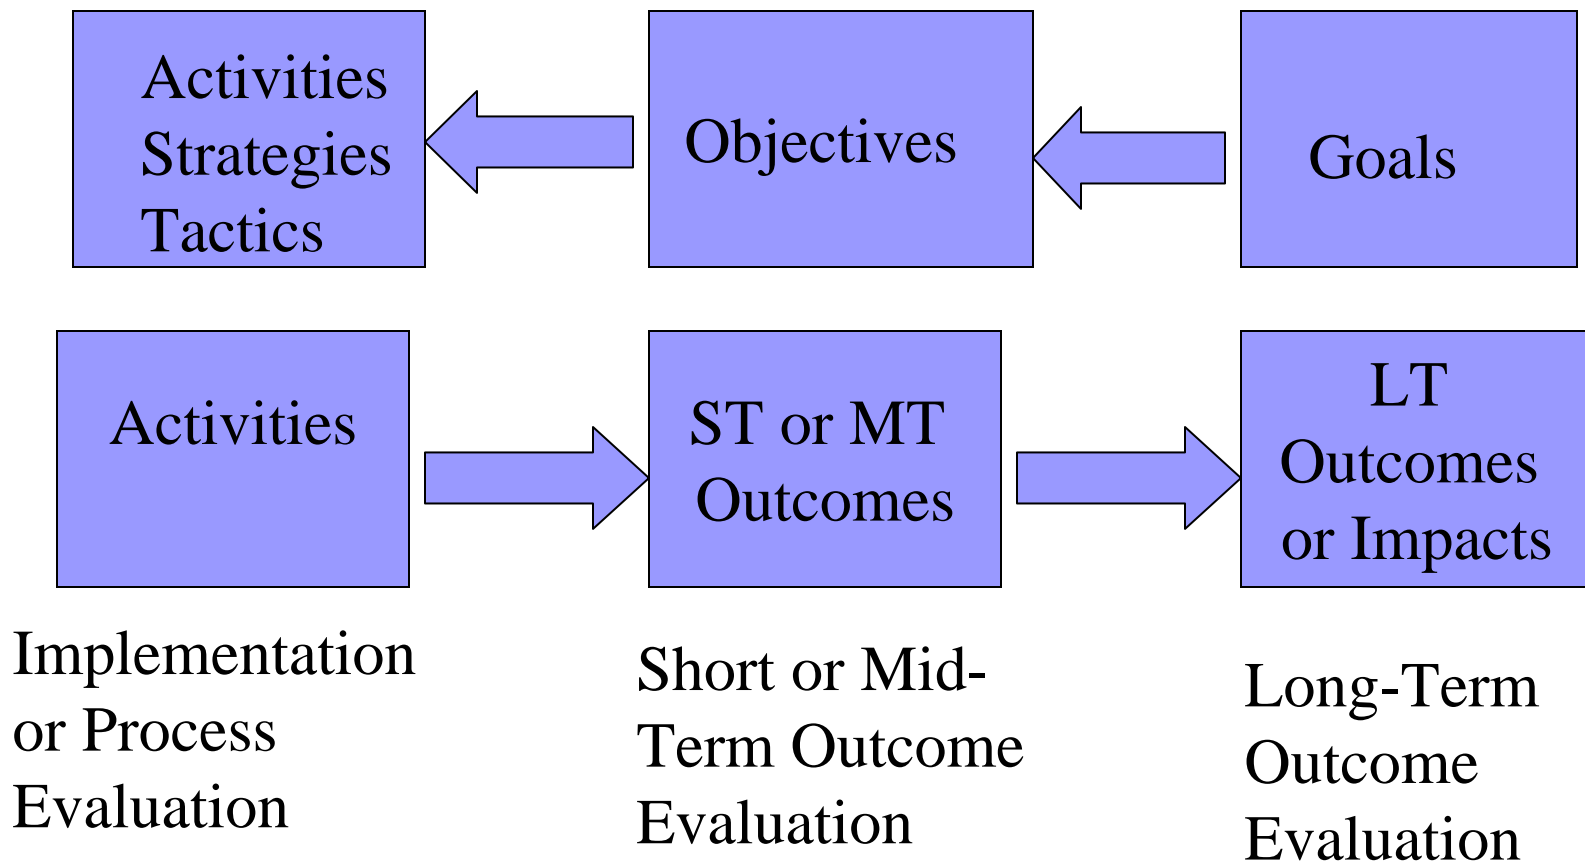 Activities
Strategies
Tactics
Objectives
Goals
Activities
ST or MT
Outcomes
LT
Outcomes
or Impacts
Implementation
or Process
Evaluation
Short or Mid-
Term Outcome
Evaluation
Long-Term
Outcome
Evaluation